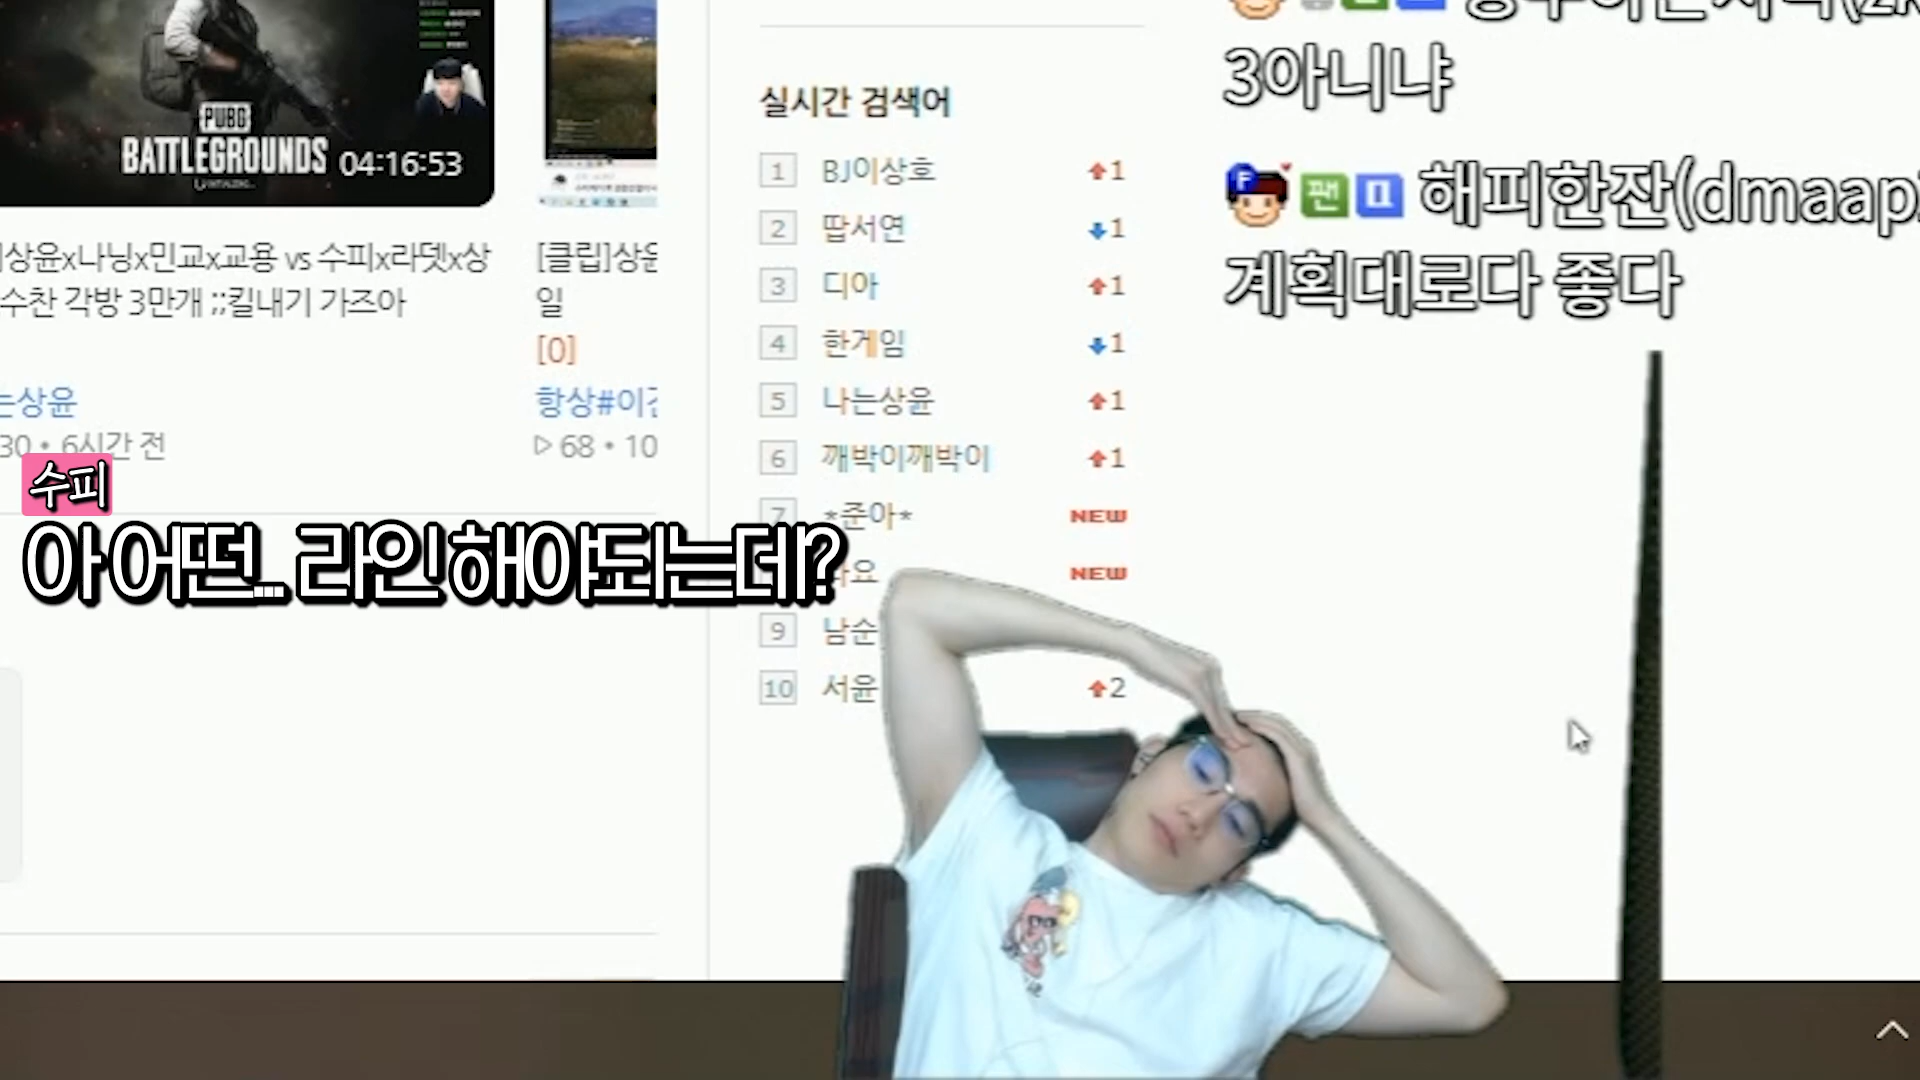 PUBG
BATTLEGROUNDS
04:16:53
상윤x나닝x민교x교용 vs 수피x라뎃x상
수찬 각방 3만개 ;;킬내기 가즈아
는상윤
30 • 6시간 전
[클립]상윤
일
[0]
항상#이
68 • 10
실시간 검색어
1 BJ이상호 1
2 땁서연 1
3 디아 1
4 한게임 1
5 나는상윤 1
6 깨박이깨박이 1
7 *준아* NEW
요 NEW
9 남순
10 서윤 2
3아니냐
F 팬 해피한잔(dmaap
계획대로다 좋다
수피
아 어떤... 라인 해야되는데?